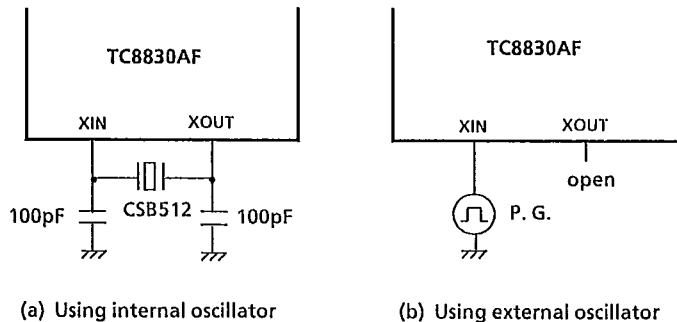 TC8830AF
XIN XOUT
100pF CSB512 100pF
(a) Using internal oscillator
TC8830AF
XIN XOUT
open
P. G.
(b) Using external oscillator